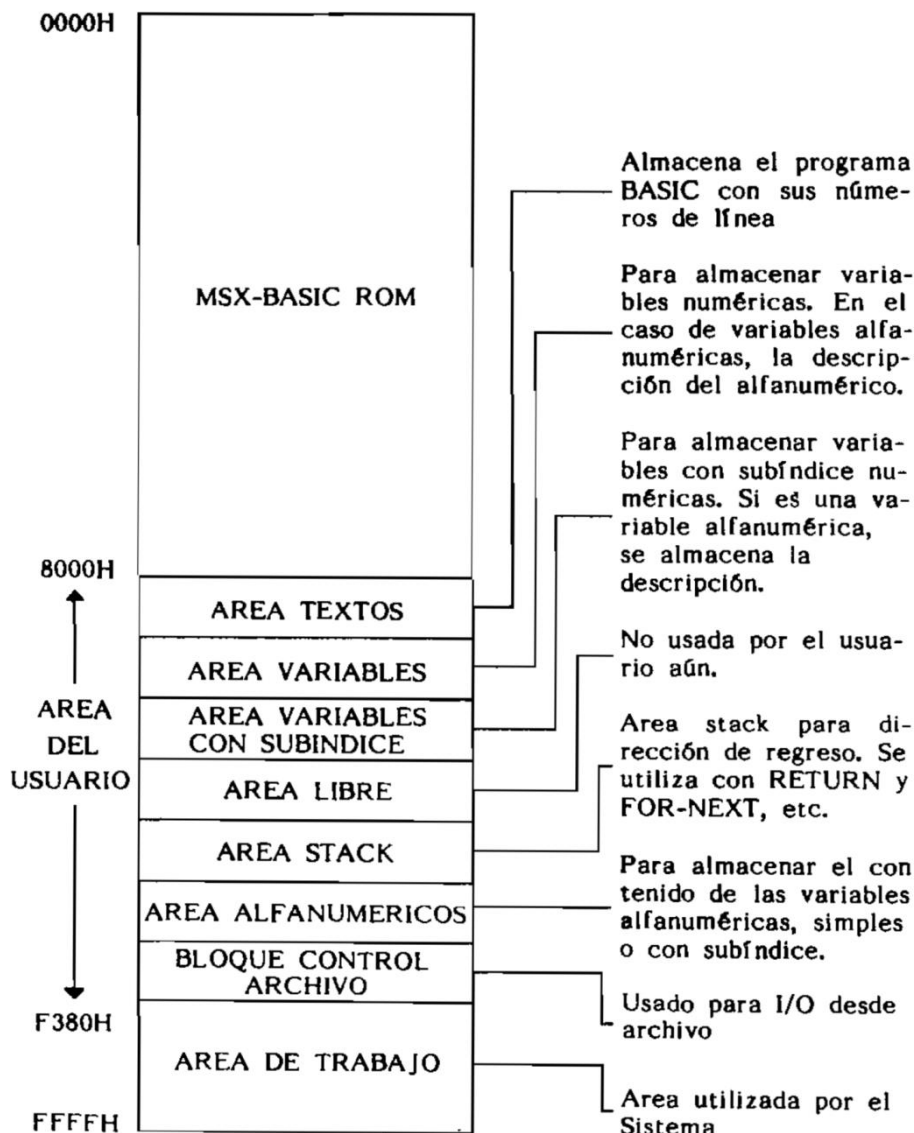 0000H
MSX-BASIC ROM
8000H
AREA
DEL
USUARIO
F380H
FFFFH
AREA TEXTOS
AREA VARIABLES
AREA VARIABLES
CON SUBINDICE
AREA LIBRE
AREA STACK
AREA ALFANUMERICOS
BLOQUE CONTROL
ARCHIVO
AREA DE TRABAJO
Almacena el programa
BASIC con sus núme-
ros de línea
Para almacenar varia-
bles numéricas. En el
caso de variables alfa-
numéricas, la descrip-
ción del alfanumérico.
Para almacenar varia-
bles con subíndice nu-
méricas. Si es una va-
riable alfanumérica,
se almacena la
descripción.
No usada por el usua-
rio aún.
Area stack para di-
rección de regreso. Se
utiliza con RETURN y
FOR-NEXT, etc.
Para almacenar el con
tenido de las variables
alfanuméricas, simples
o con subíndice.
Usado para I/O desde
archivo
Area utilizada por el
Sistema